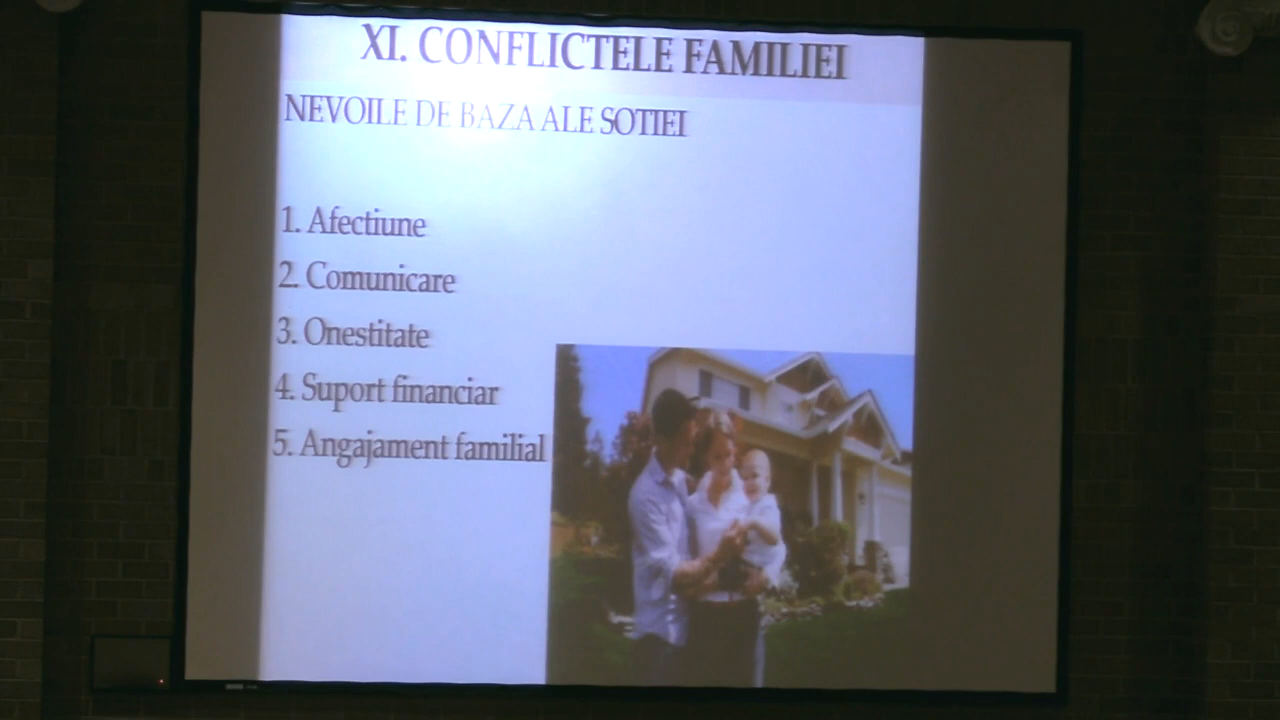 XI. CONFLICTELE FAMILIEI
NEVOILE DE BAZA ALE SOTIEI
1. Afectiune
2. Comunicare
3. Onestitate
4. Suport financiar
5. Angajament familial